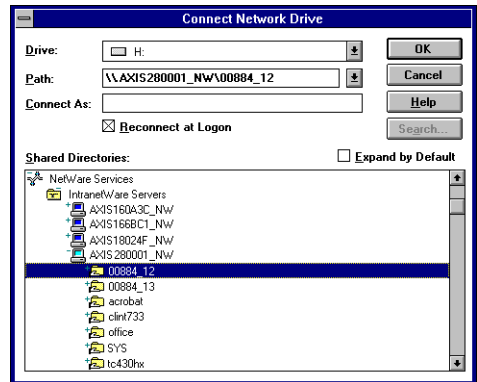 Connect Network Drive
Drive: H: OK
Path: \\AXIS280001_NW\00884_12 Cancel
Connect As: Help
Reconnect at Logon Search...
Shared Directories: Expand by Default
NetWare Services
IntranetWare Servers
AXIS160A3C_NW
AXIS166BC1_NW
AXIS18024F_NW
AXIS280001_NW
00884_12
00884_13
acrobat
clint733
office
SYS
tc430hx